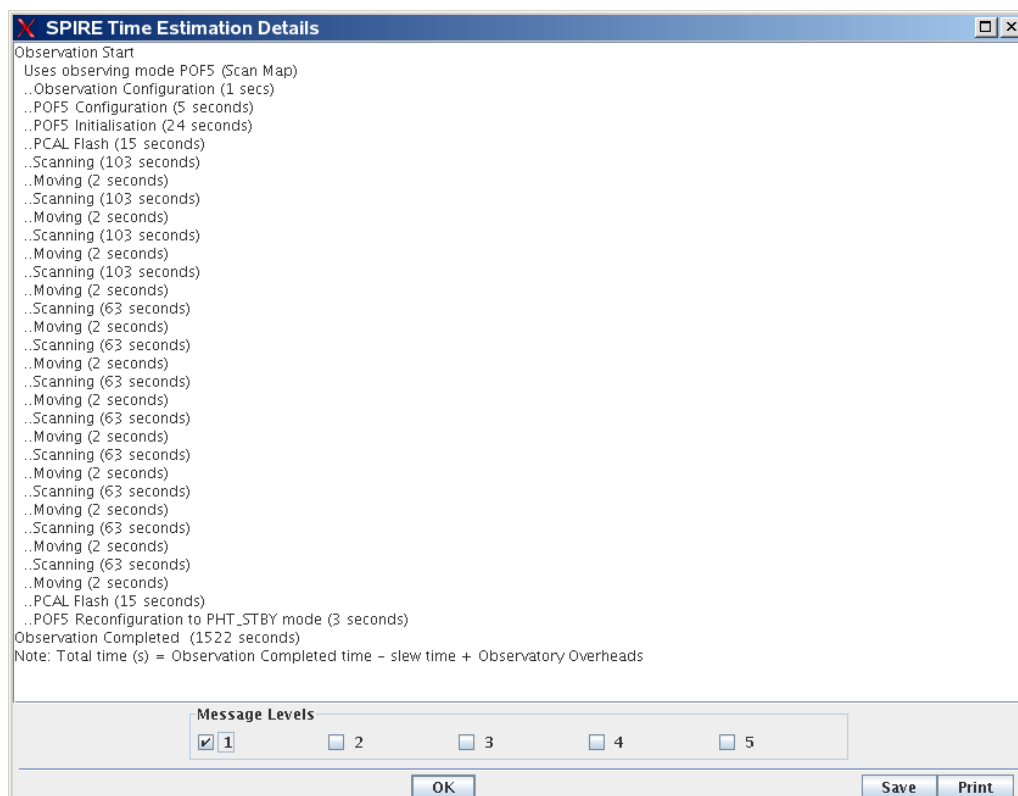 SPIRE Time Estimation Details
Observation Start
Uses observing mode POF5 (Scan Map)
..Observation Configuration (1 secs)
..POF5 Configuration (5 seconds)
..POF5 Initialisation (24 seconds)
..PCAL Flash (15 seconds)
..Scanning (103 seconds)
..Moving (2 seconds)
..Scanning (103 seconds)
..Moving (2 seconds)
..Scanning (103 seconds)
..Moving (2 seconds)
..Scanning (103 seconds)
..Moving (2 seconds)
..Scanning (63 seconds)
..Moving (2 seconds)
..Scanning (63 seconds)
..Moving (2 seconds)
..Scanning (63 seconds)
..Moving (2 seconds)
..Scanning (63 seconds)
..Moving (2 seconds)
..Scanning (63 seconds)
..Moving (2 seconds)
..Scanning (63 seconds)
..Moving (2 seconds)
..Scanning (63 seconds)
..Moving (2 seconds)
..Scanning (63 seconds)
..Moving (2 seconds)
..PCAL Flash (15 seconds)
..POF5 Reconfiguration to PHT_STBY mode (3 seconds)
Observation Completed (1522 seconds)
Note: Total time (s) = Observation Completed time - slew time + Observatory Overheads
Message Levels
1 2 3 4 5
OK Save Print